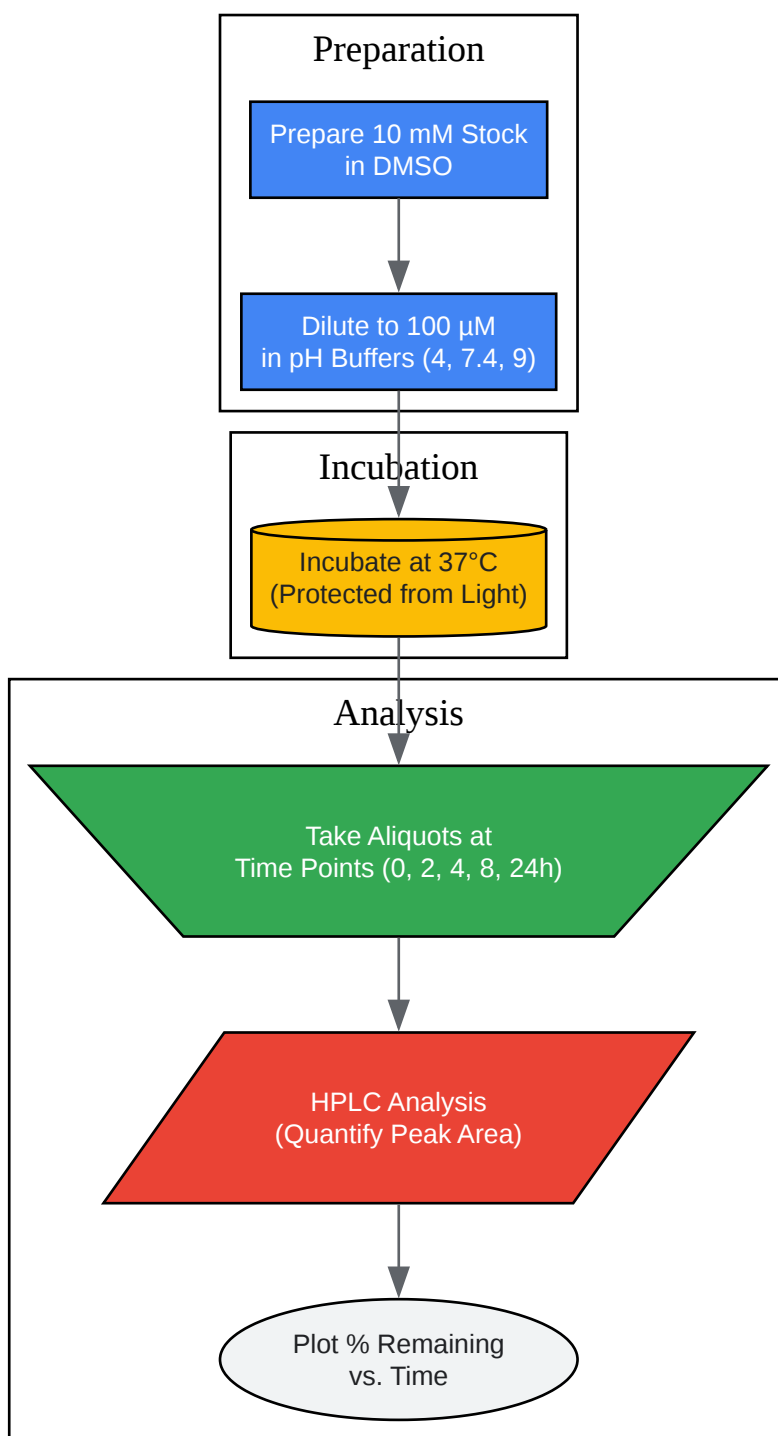 Preparation
Prepare 10 mM Stock
in DMSO
Dilute to 100 µM
in pH Buffers (4, 7.4, 9)
Incubation
Incubate at 37°C
(Protected from Light)
Analysis
Take Aliquots at
Time Points (0, 2, 4, 8, 24h)
HPLC Analysis
(Quantify Peak Area)
Plot % Remaining
vs. Time